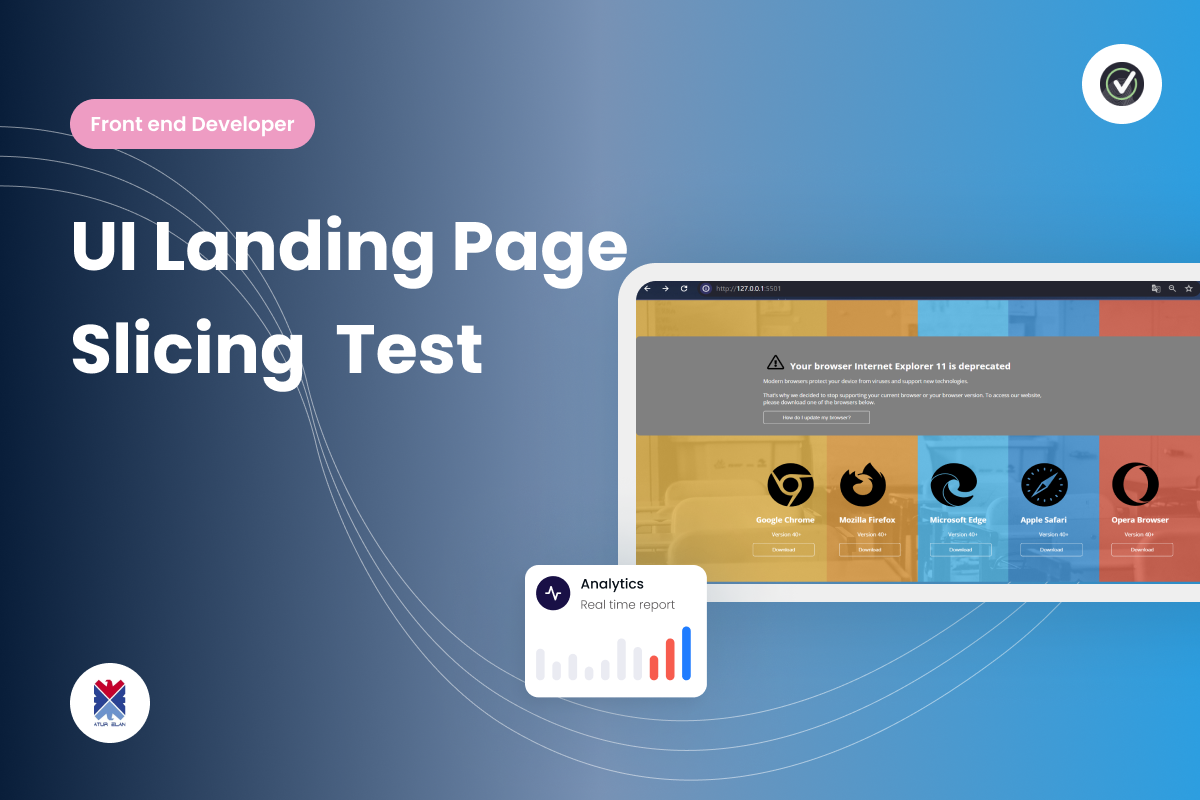 Front end Developer
UI Landing Page
Slicing Test
http://127.0.0.1:5501
Your browser Internet Explorer 11 is deprecated
Modern browsers protect your device from viruses and support new technologies.
That's why we decided to stop supporting your current browser or your browser version. To access our website,
please download one of the browsers below.
How do I update my browser?
Google Chrome
Mozilla Firefox
Microsoft Edge
Apple Safari
Opera Browser
Version 40+
Version 40+
Version 40+
Version 40+
Version 40+
Download
Download
Download
Download
Download
Analytics
Real time report